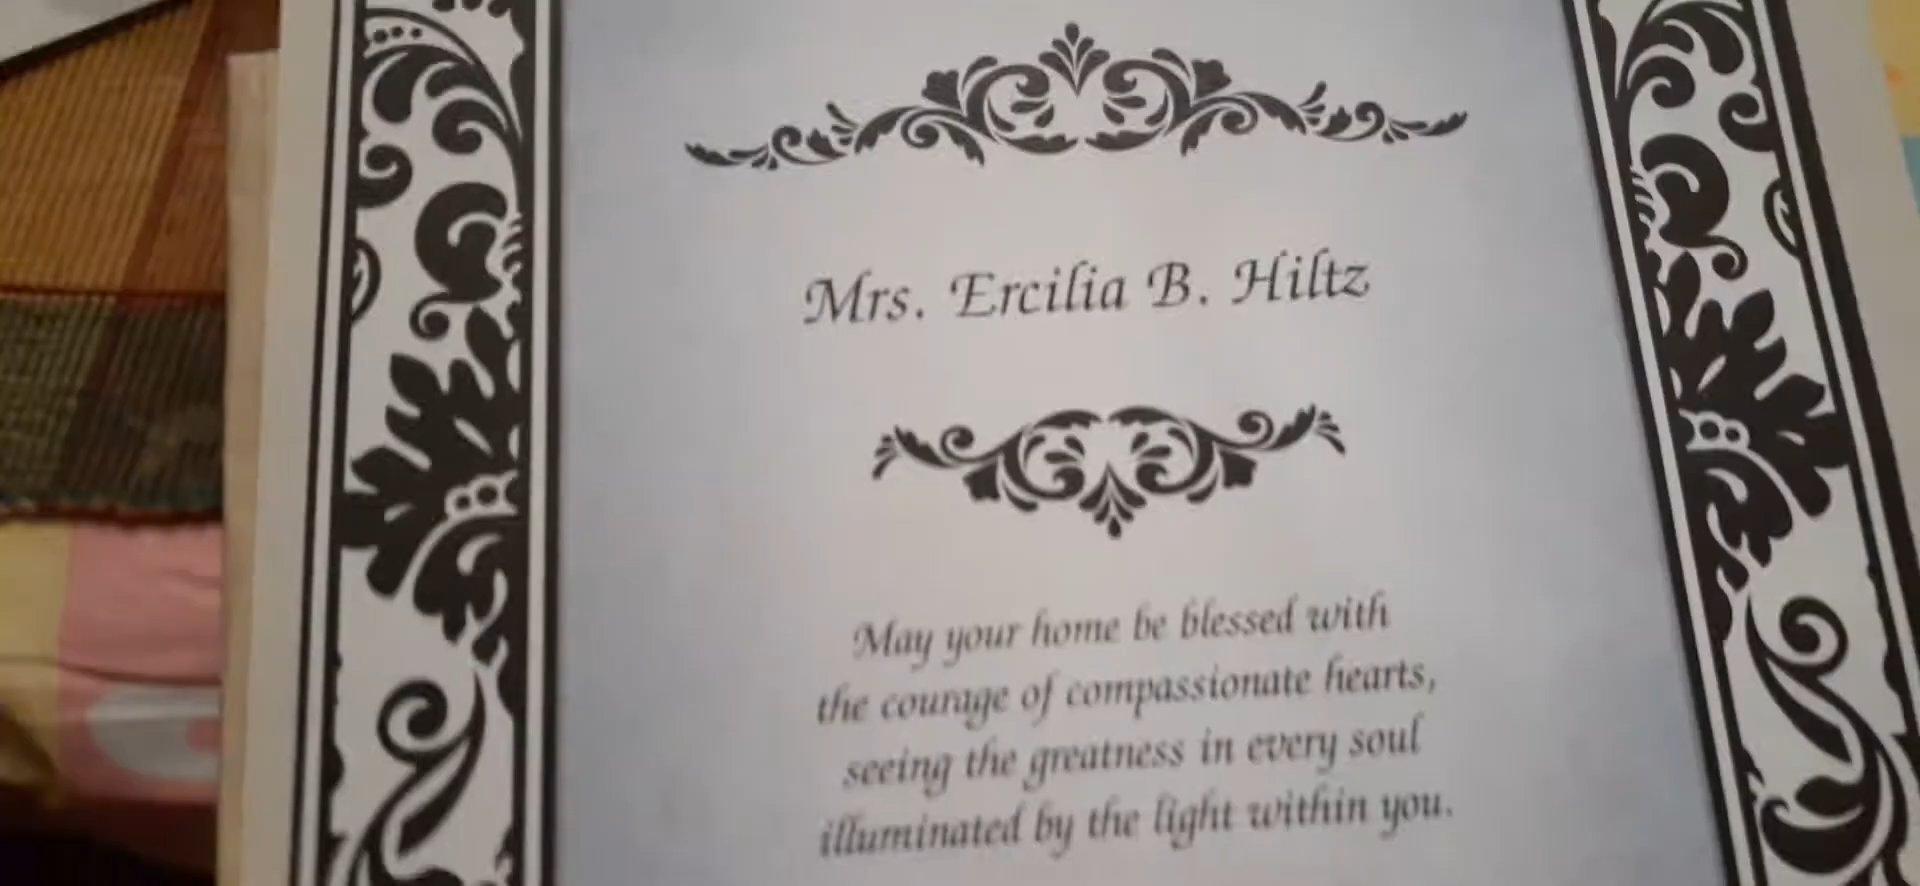 Mrs. Ercilia B. Hiltz
May your home be blessed with
the courage of compassionate hearts,
seeing the greatness in every soul
illuminated by the light within you.